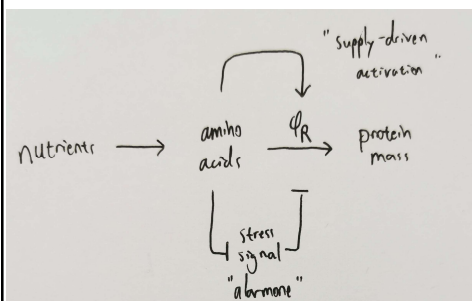 "supply-driven
activation"
nutrients
amino
acids
φR
protein
mass
stress
signal
"alarmone"